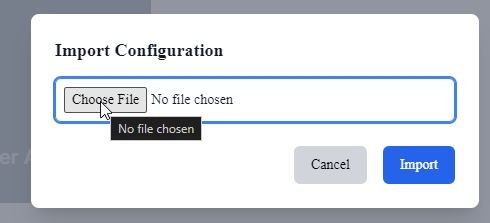 Import Configuration
Choose File No file chosen
No file chosen
Cancel Import